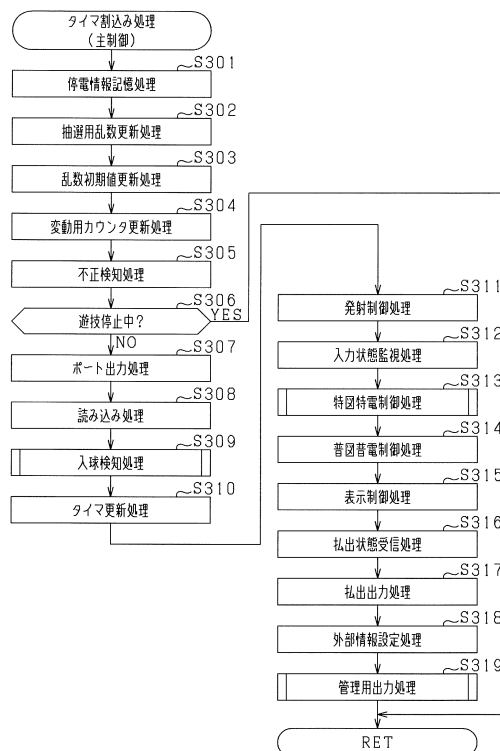 タイマ割込み処理
(主制御)
S301
停電情報記憶処理
S302
抽選用乱数更新処理
S303
乱数初期値更新処理
S304
変動用カウンタ更新処理
S305
不正検知処理
S306
遊技停止中?
YES
NO
S307
ポート出力処理
S308
読み込み処理
S309
入球検知処理
S310
タイマ更新処理
S311
発射制御処理
S312
入力状態監視処理
S313
特図特電制御処理
S314
普図普電制御処理
S315
表示制御処理
S316
払出状態受信処理
S317
払出出力処理
S318
外部情報設定処理
S319
管理用出力処理
RET